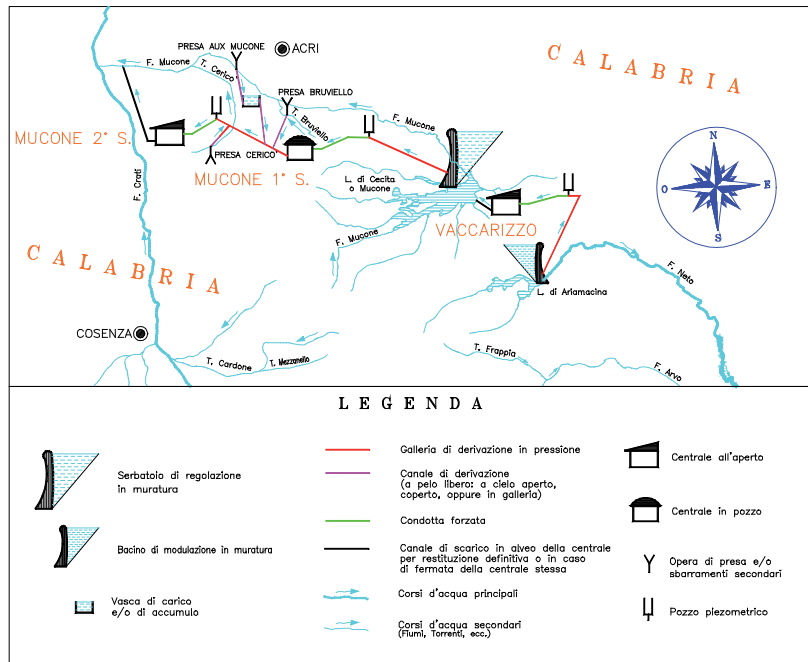 PRESA AUX MUCONE
ACRI
CALABRIA
F. Mucone
T. Cerico'
PRESA BRUVIELLO
T. Bruviello
F. Mucone
MUCONE 2° S.
PRESA CERICO'
MUCONE 1° S.
L. di Cecita
o Mucone
VACCARIZZO
N
O
E
S
F. Crati
F. Mucone
CALABRIA
F. Neto
L. di Ariamacina
COSENZA
T. Cardone
T. Mezzanello
T. Frappia
F. Arvo
LEGENDA
Serbatoio di regolazione
in muratura
Bacino di modulazione in muratura
Vasca di carico
e/o di accumulo
Galleria di derivazione in pressione
Canale di derivazione
(a pelo libero: a cielo aperto,
coperto, oppure in galleria)
Condotta forzata
Canale di scarico in alveo della centrale
per restituzione definitiva o in caso
di fermata della centrale stessa
Corsi d'acqua principali
Corsi d'acqua secondari
(Fiumi, Torrenti, ecc.)
Centrale all'aperto
Centrale in pozzo
Opera di presa e/o
sbarramenti secondari
Pozzo piezometrico